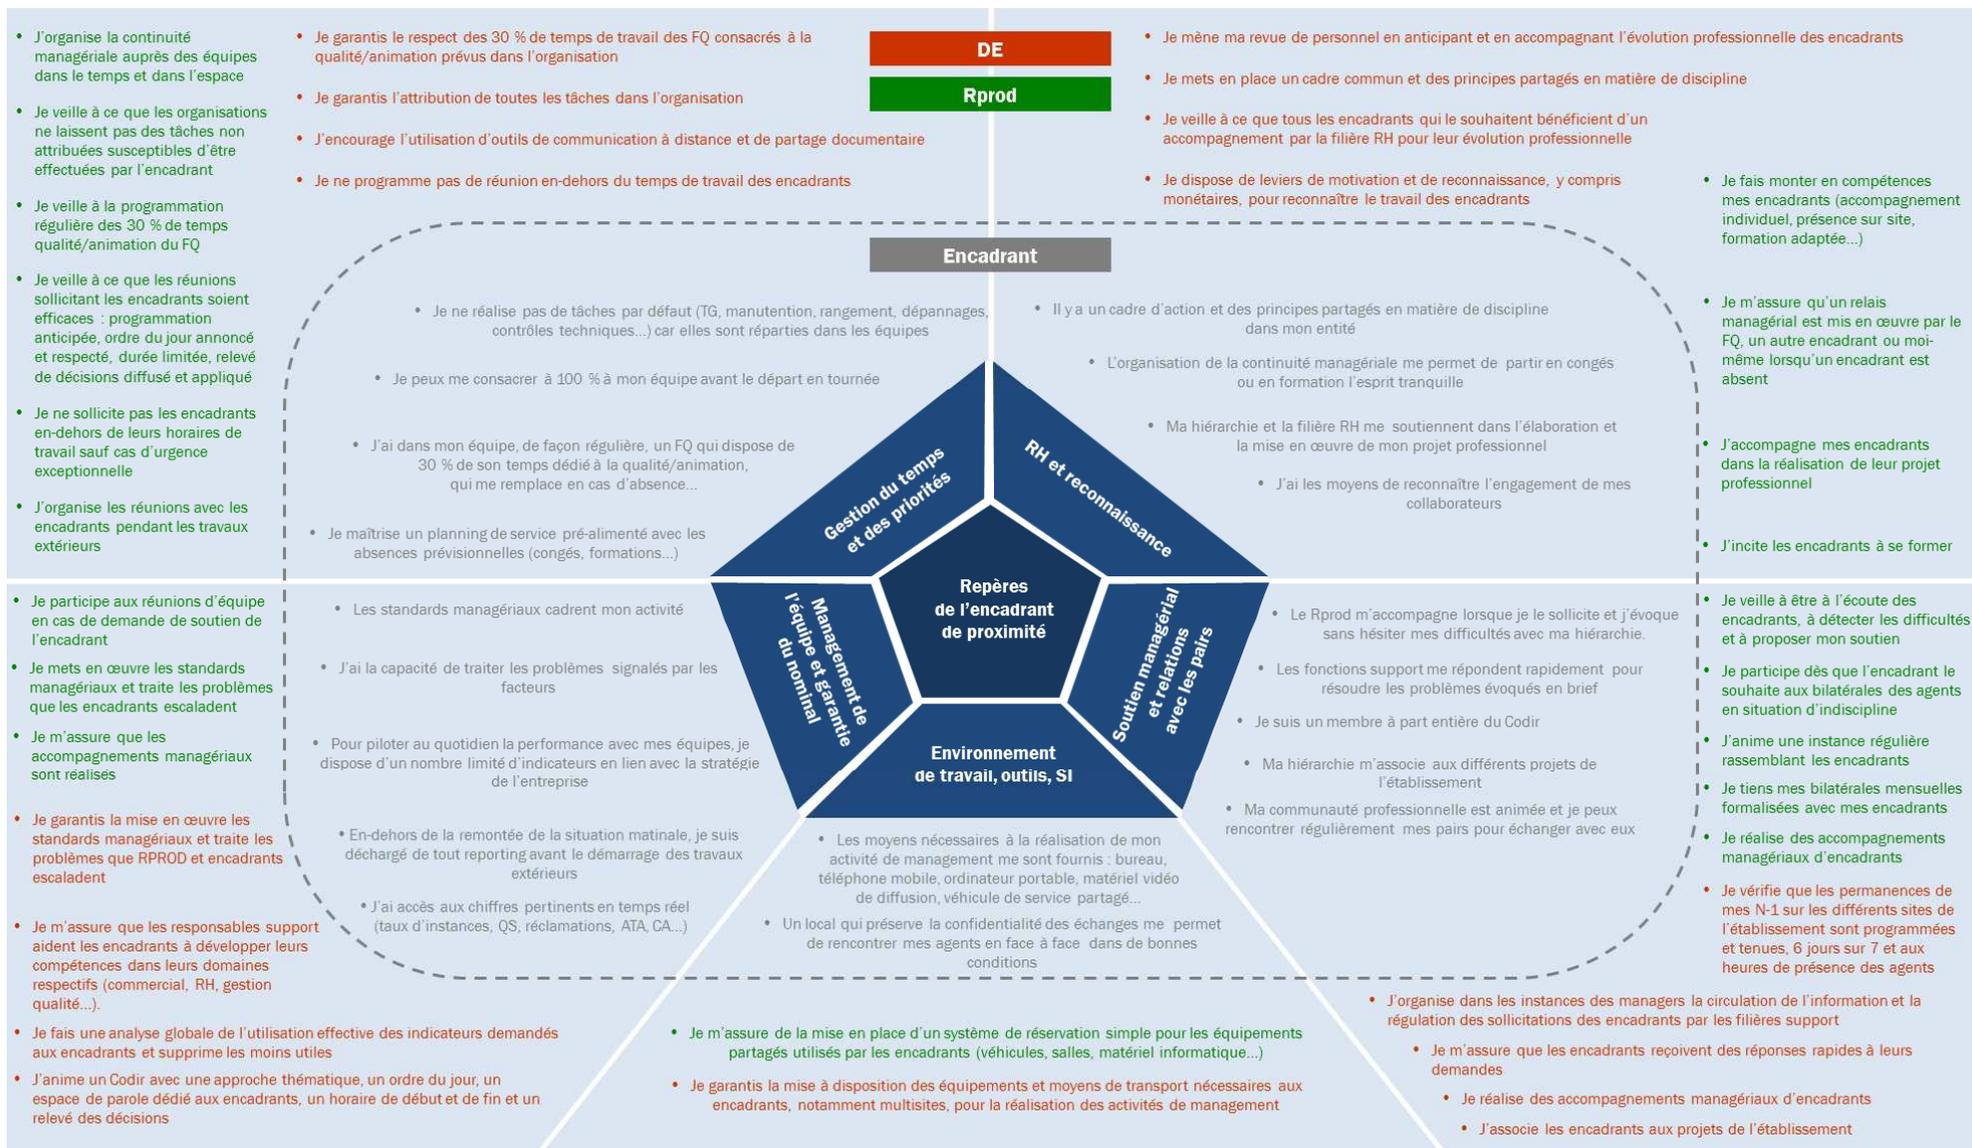 DE
Rprod
• J'organise la continuité
managériale auprès des équipes
dans le temps et dans l'espace
• Je veille à ce que les organisations
ne laissent pas des tâches non
attribuées susceptibles d'être
effectuées par l'encadrant
• Je veille à la programmation
régulière des 30 % de temps
qualité/animation du FQ
• Je veille à ce que les réunions
sollicitant les encadrants soient
efficaces : programmation
anticipée, ordre du jour annoncé
et respecté, durée limitée, relevé
de décisions diffusé et appliqué
• Je ne sollicite pas les encadrants
en-dehors de leurs horaires de
travail sauf cas d'urgence
exceptionnelle
• J'organise les réunions avec les
encadrants pendant les travaux
extérieurs
• Je garantis le respect des 30 % de temps de travail des FQ consacrés à la
qualité/animation prévus dans l'organisation
• Je garantis l'attribution de toutes les tâches dans l'organisation
• J'encourage l'utilisation d'outils de communication à distance et de partage documentaire
• Je ne programme pas de réunion en-dehors du temps de travail des encadrants
• Je mène ma revue de personnel en anticipant et en accompagnant l'évolution professionnelle des encadrants
• Je mets en place un cadre commun et des principes partagés en matière de discipline
• Je veille à ce que tous les encadrants qui le souhaitent bénéficient d'un
accompagnement par la filière RH pour leur évolution professionnelle
• Je dispose de leviers de motivation et de reconnaissance, y compris
monétaires, pour reconnaître le travail des encadrants
• Je fais monter en compétences
mes encadrants (accompagnement
individuel, présence sur site,
formation adaptée...)
• Je m'assure qu'un relais
managérial est mis en œuvre par le
FQ, un autre encadrant ou moi-
même lorsqu'un encadrant est
absent
• J'accompagne mes encadrants
dans la réalisation de leur projet
professionnel
• J'incite les encadrants à se former
Encadrant
• Je ne réalise pas de tâches par défaut (TG, manutention, rangement, dépannages,
contrôles techniques...) car elles sont réparties dans les équipes
• Je peux me consacrer à 100 % à mon équipe avant le départ en tournée
• J'ai dans mon équipe, de façon régulière, un FQ qui dispose de
30 % de son temps dédié à la qualité/animation,
qui me remplace en cas d'absence...
• Je maîtrise un planning de service pré-alimenté avec les
absences prévisionnelles (congés, formations...)
• Il y a un cadre d'action et des principes partagés en matière de discipline
dans mon entité
• L'organisation de la continuité managériale me permet de partir en congés
ou en formation l'esprit tranquille
• Ma hiérarchie et la filière RH me soutiennent dans l'élaboration et
la mise en œuvre de mon projet professionnel
• J'ai les moyens de reconnaître l'engagement de mes
collaborateurs
Gestion du temps
et des priorités
RH et reconnaissance
Repères
de l'encadrant
de proximité
Management de
l'équipe et garantie
du nominal
Soutien managérial
et relations
avec les pairs
Environnement
de travail, outils, SI
• Je participe aux réunions d'équipe
en cas de demande de soutien de
l'encadrant
• Je mets en œuvre les standards
managériaux et traite les problèmes
que les encadrants escaladent
• Je m'assure que les
accompagnements managériaux
sont réalisés
• Je garantis la mise en œuvre les
standards managériaux et traite les
problèmes que RPROD et encadrants
escaladent
• Je m'assure que les responsables support
aident les encadrants à développer leurs
compétences dans leurs domaines
respectifs (commercial, RH, gestion
qualité...).
• Je fais une analyse globale de l'utilisation effective des indicateurs demandés
aux encadrants et supprime les moins utiles
• J'anime un Codir avec une approche thématique, un ordre du jour, un
espace de parole dédié aux encadrants, un horaire de début et de fin et un
relevé des décisions
• Les standards managériaux cadrent mon activité
• J'ai la capacité de traiter les problèmes signalés par les
facteurs
• Pour piloter au quotidien la performance avec mes équipes, je
dispose d'un nombre limité d'indicateurs en lien avec la stratégie
de l'entreprise
• En-dehors de la remontée de la situation matinale, je suis
déchargé de tout reporting avant le démarrage des travaux
extérieurs
• J'ai accès aux chiffres pertinents en temps réel
(taux d'instances, QS, réclamations, ATA, CA...)
• Les moyens nécessaires à la réalisation de mon
activité de management me sont fournis : bureau,
téléphone mobile, ordinateur portable, matériel vidéo
de diffusion, véhicule de service partagé...
• Un local qui préserve la confidentialité des échanges me permet
de rencontrer mes agents en face à face dans de bonnes
conditions
• Je m'assure de la mise en place d'un système de réservation simple pour les équipements
partagés utilisés par les encadrants (véhicules, salles, matériel informatique...)
• Je garantis la mise à disposition des équipements et moyens de transport nécessaires aux
encadrants, notamment multisites, pour la réalisation des activités de management
• Le Rprod m'accompagne lorsque je le sollicite et j'évoque
sans hésiter mes difficultés avec ma hiérarchie.
• Les fonctions support me répondent rapidement pour
résoudre les problèmes évoqués en brief
• Je suis un membre à part entière du Codir
• Ma hiérarchie m'associe aux différents projets de
l'établissement
• Ma communauté professionnelle est animée et je peux
rencontrer régulièrement mes pairs pour échanger avec eux
• Je veille à être à l'écoute des
encadrants, à détecter les difficultés
et à proposer mon soutien
• Je participe dès que l'encadrant le
souhaite aux bilatérales des agents
en situation d'indiscipline
• J'anime une instance régulière
rassemblant les encadrants
• Je tiens mes bilatérales mensuelles
formalisées avec mes encadrants
• Je réalise des accompagnements
managériaux d'encadrants
• Je vérifie que les permanences de
mes N-1 sur les différents sites de
l'établissement sont programmées
et tenues, 6 jours sur 7 et aux
heures de présence des agents
• J'organise dans les instances des managers la circulation de l'information et la
régulation des sollicitations des encadrants par les filières support
• Je m'assure que les encadrants reçoivent des réponses rapides à leurs
demandes
• Je réalise des accompagnements managériaux d'encadrants
• J'associe les encadrants aux projets de l'établissement